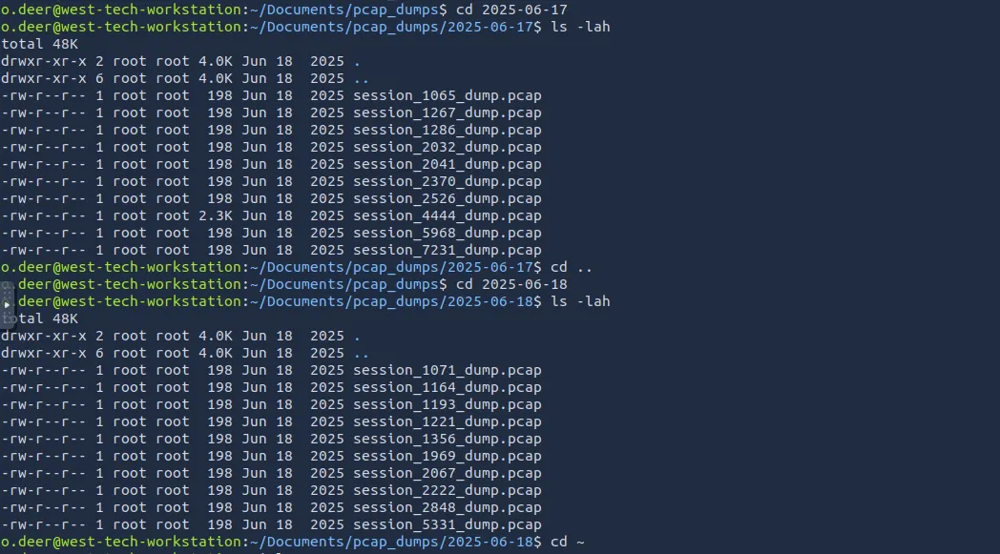 o.deer@west-tech-workstation:~/Documents/pcap_dumps$ cd 2025-06-17
o.deer@west-tech-workstation:~/Documents/pcap_dumps/2025-06-17$ ls -lah
total 48K
drwxr-xr-x 2 root root 4.0K Jun 18  2025 .
drwxr-xr-x 6 root root 4.0K Jun 18  2025 ..
-rw-r--r-- 1 root root  198 Jun 18  2025 session_1065_dump.pcap
-rw-r--r-- 1 root root  198 Jun 18  2025 session_1267_dump.pcap
-rw-r--r-- 1 root root  198 Jun 18  2025 session_1286_dump.pcap
-rw-r--r-- 1 root root  198 Jun 18  2025 session_2032_dump.pcap
-rw-r--r-- 1 root root  198 Jun 18  2025 session_2041_dump.pcap
-rw-r--r-- 1 root root  198 Jun 18  2025 session_2370_dump.pcap
-rw-r--r-- 1 root root  198 Jun 18  2025 session_2526_dump.pcap
-rw-r--r-- 1 root root 2.3K Jun 18  2025 session_4444_dump.pcap
-rw-r--r-- 1 root root  198 Jun 18  2025 session_5968_dump.pcap
-rw-r--r-- 1 root root  198 Jun 18  2025 session_7231_dump.pcap
o.deer@west-tech-workstation:~/Documents/pcap_dumps/2025-06-17$ cd ..
o.deer@west-tech-workstation:~/Documents/pcap_dumps$ cd 2025-06-18
o.deer@west-tech-workstation:~/Documents/pcap_dumps/2025-06-18$ ls -lah
total 48K
drwxr-xr-x 2 root root 4.0K Jun 18  2025 .
drwxr-xr-x 6 root root 4.0K Jun 18  2025 ..
-rw-r--r-- 1 root root  198 Jun 18  2025 session_1071_dump.pcap
-rw-r--r-- 1 root root  198 Jun 18  2025 session_1164_dump.pcap
-rw-r--r-- 1 root root  198 Jun 18  2025 session_1193_dump.pcap
-rw-r--r-- 1 root root  198 Jun 18  2025 session_1221_dump.pcap
-rw-r--r-- 1 root root  198 Jun 18  2025 session_1356_dump.pcap
-rw-r--r-- 1 root root  198 Jun 18  2025 session_1969_dump.pcap
-rw-r--r-- 1 root root  198 Jun 18  2025 session_2067_dump.pcap
-rw-r--r-- 1 root root  198 Jun 18  2025 session_2222_dump.pcap
-rw-r--r-- 1 root root  198 Jun 18  2025 session_2848_dump.pcap
-rw-r--r-- 1 root root  198 Jun 18  2025 session_5331_dump.pcap
o.deer@west-tech-workstation:~/Documents/pcap_dumps/2025-06-18$ cd ~